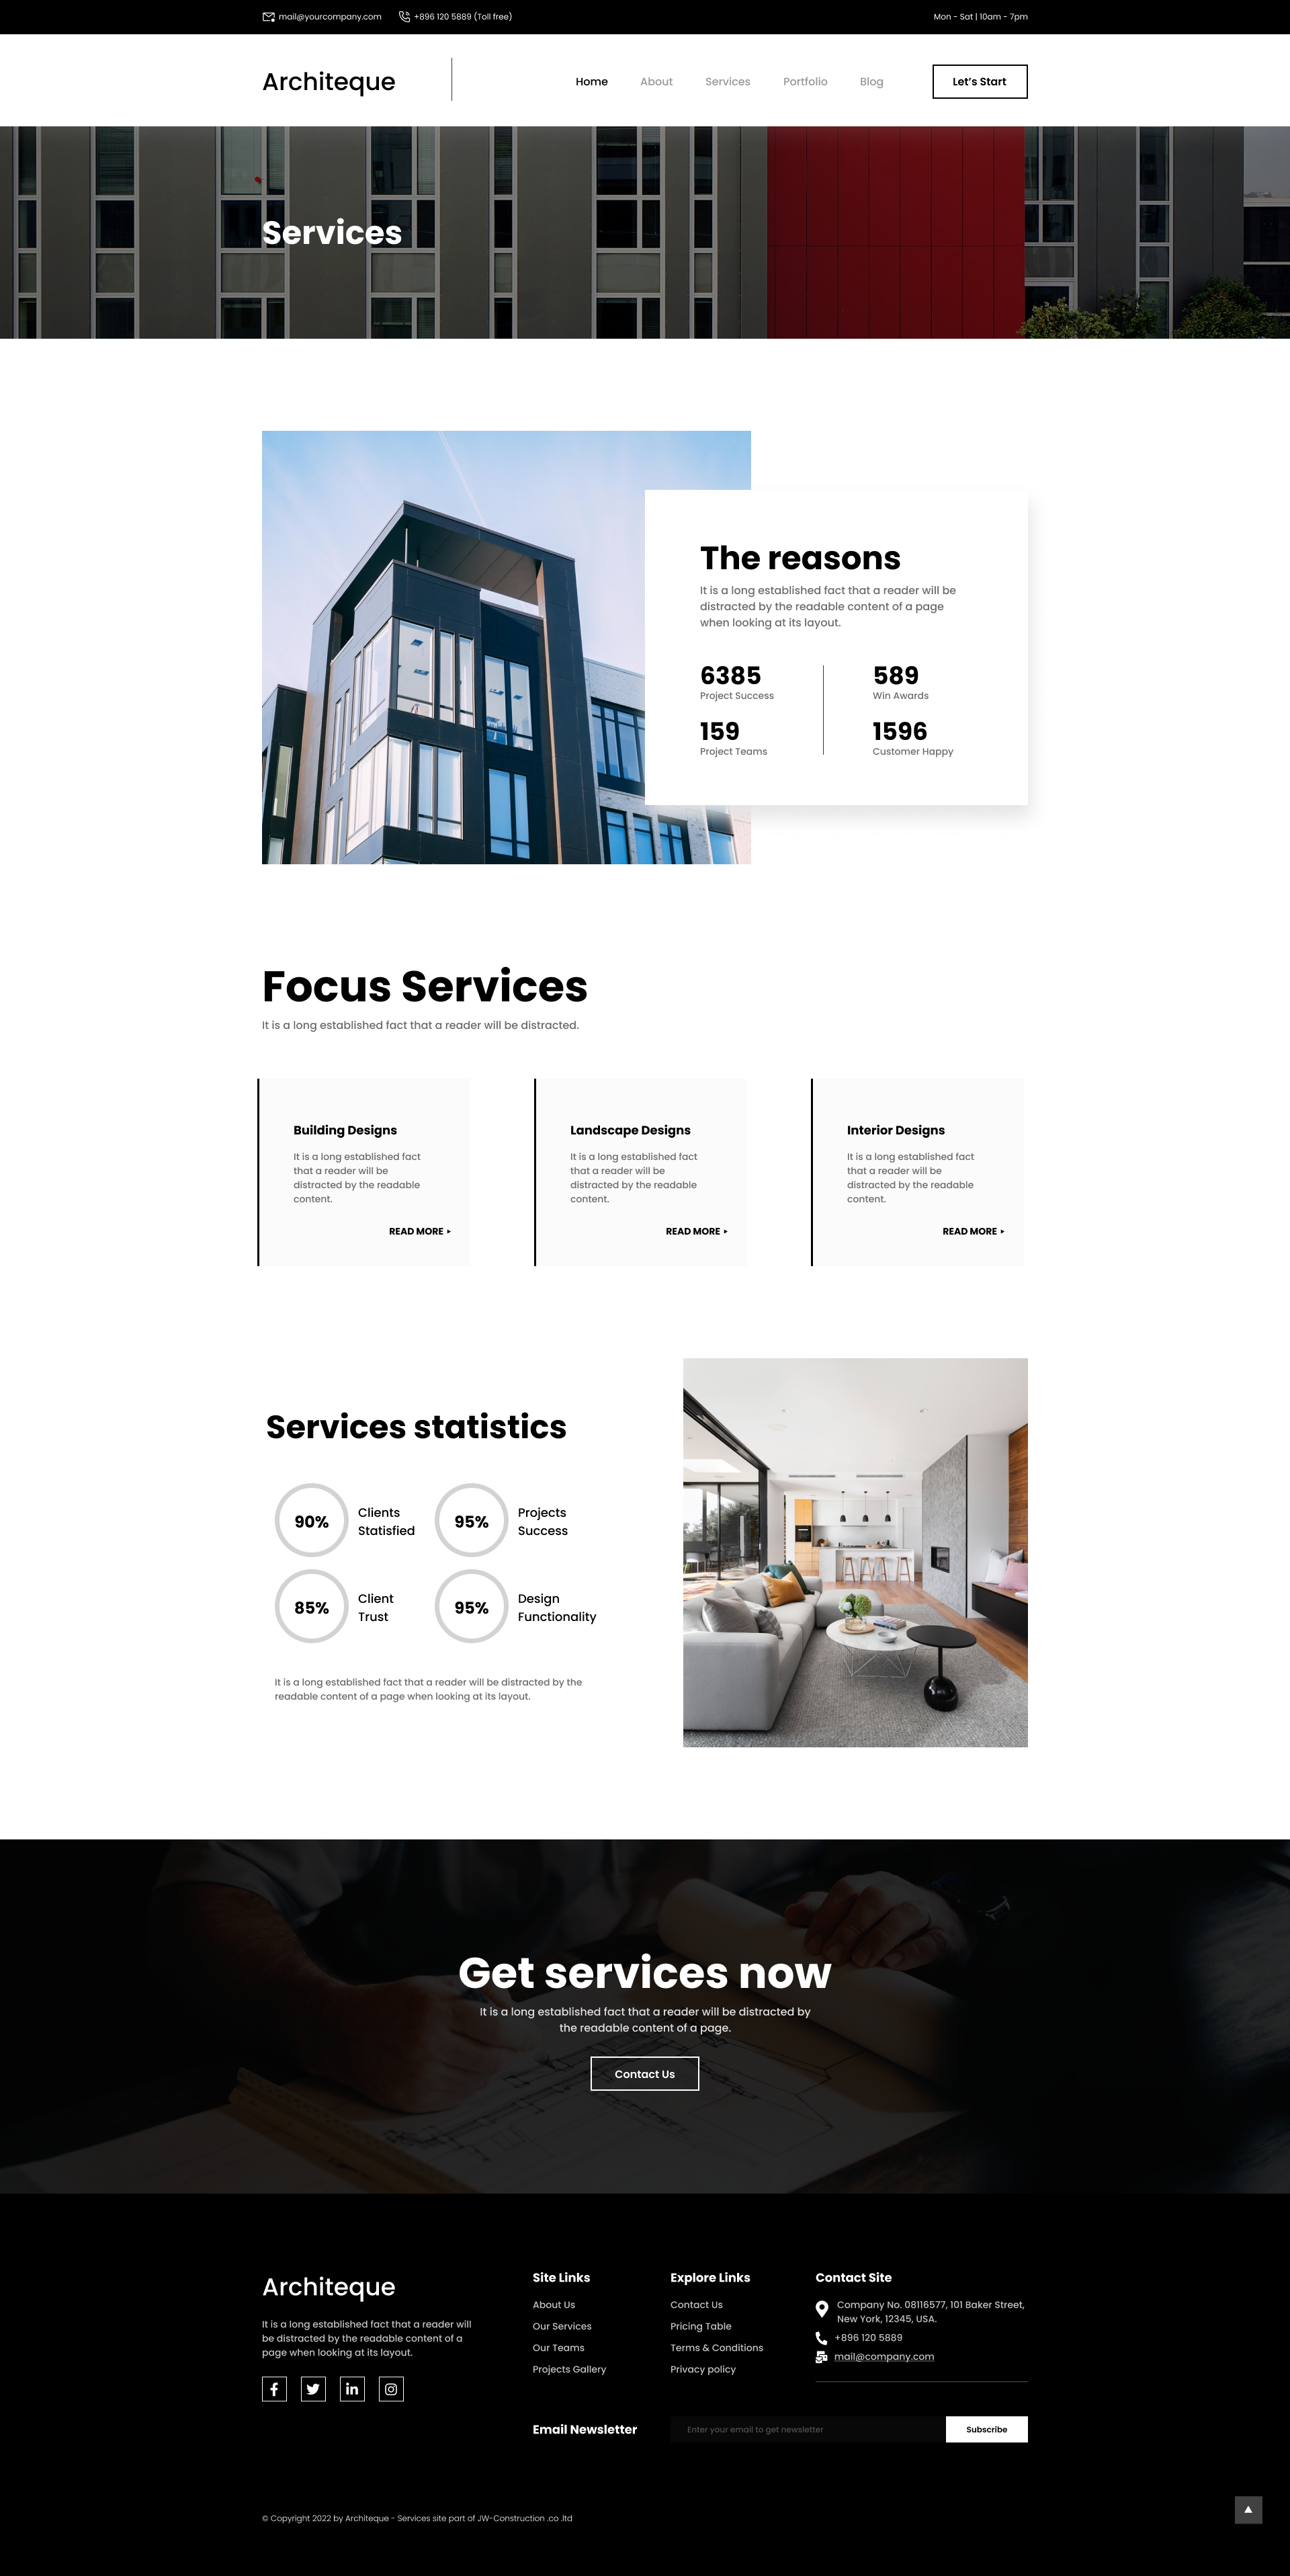 mail@yourcompany.com
+896 120 5889 (Toll free)
Mon - Sat | 10am - 7pm
Architeque
Home
About
Services
Portfolio
Blog
Let's Start
Services
The reasons
It is a long established fact that a reader will be
distracted by the readable content of a page
when looking at its layout.
6385
Project Success
589
Win Awards
159
Project Teams
1596
Customer Happy
Focus Services
It is a long established fact that a reader will be distracted.
Building Designs
It is a long established fact
that a reader will be
distracted by the readable
content.
READ MORE
Landscape Designs
It is a long established fact
that a reader will be
distracted by the readable
content.
READ MORE
Interior Designs
It is a long established fact
that a reader will be
distracted by the readable
content.
READ MORE
Services statistics
90%
Clients
Statisfied
95%
Projects
Success
85%
Client
Trust
95%
Design
Functionality
It is a long established fact that a reader will be distracted by the
readable content of a page when looking at its layout.
Get services now
It is a long established fact that a reader will be distracted by
the readable content of a page.
Contact Us
Architeque
It is a long established fact that a reader will
be distracted by the readable content of a
page when looking at its layout.
Site Links
About Us
Our Services
Our Teams
Projects Gallery
Explore Links
Contact Us
Pricing Table
Terms & Conditions
Privacy policy
Contact Site
Company No. 08116577, 101 Baker Street,
New York, 12345, USA.
+896 120 5889
mail@company.com
Email Newsletter
Enter your email to get newsletter
Subscribe
© Copyright 2022 by Architeque - Services site part of JW-Construction .co .ltd